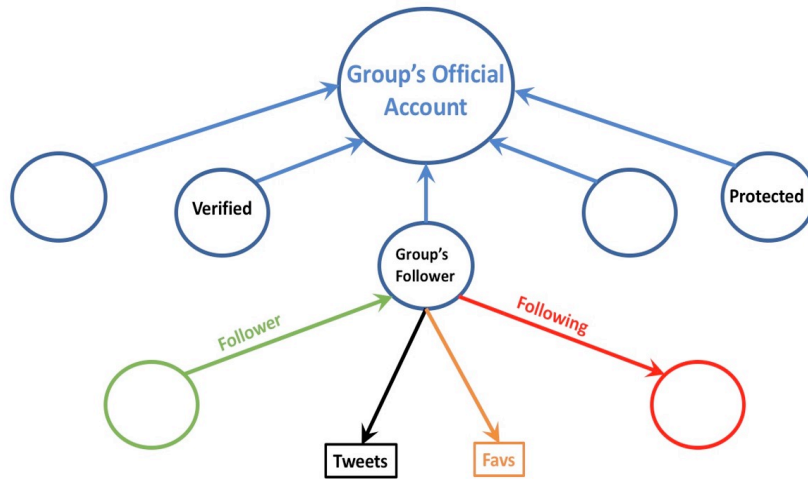 Group's Official
Account
Verified
Protected
Group's
Follower
Follower
Following
Tweets
Favs